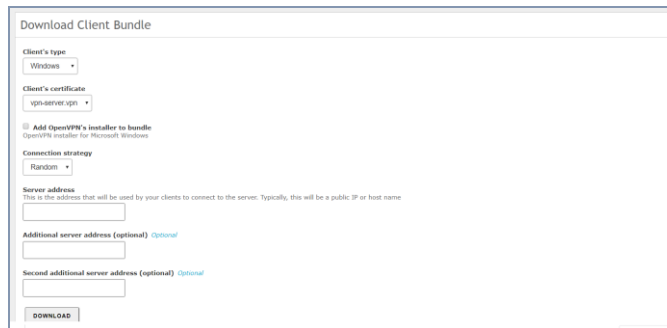 Download Client Bundle
Client's type
Windows
Client's certificate
vpn-server.vpn
Add OpenVPN's installer to bundle
OpenVPN installer for Microsoft Windows
Connection strategy
Random
Server address
This is the address that will be used by your clients to connect to the server. Typically, this will be a public IP or host name
Additional server address (optional) Optional
Second additional server address (optional) Optional
DOWNLOAD